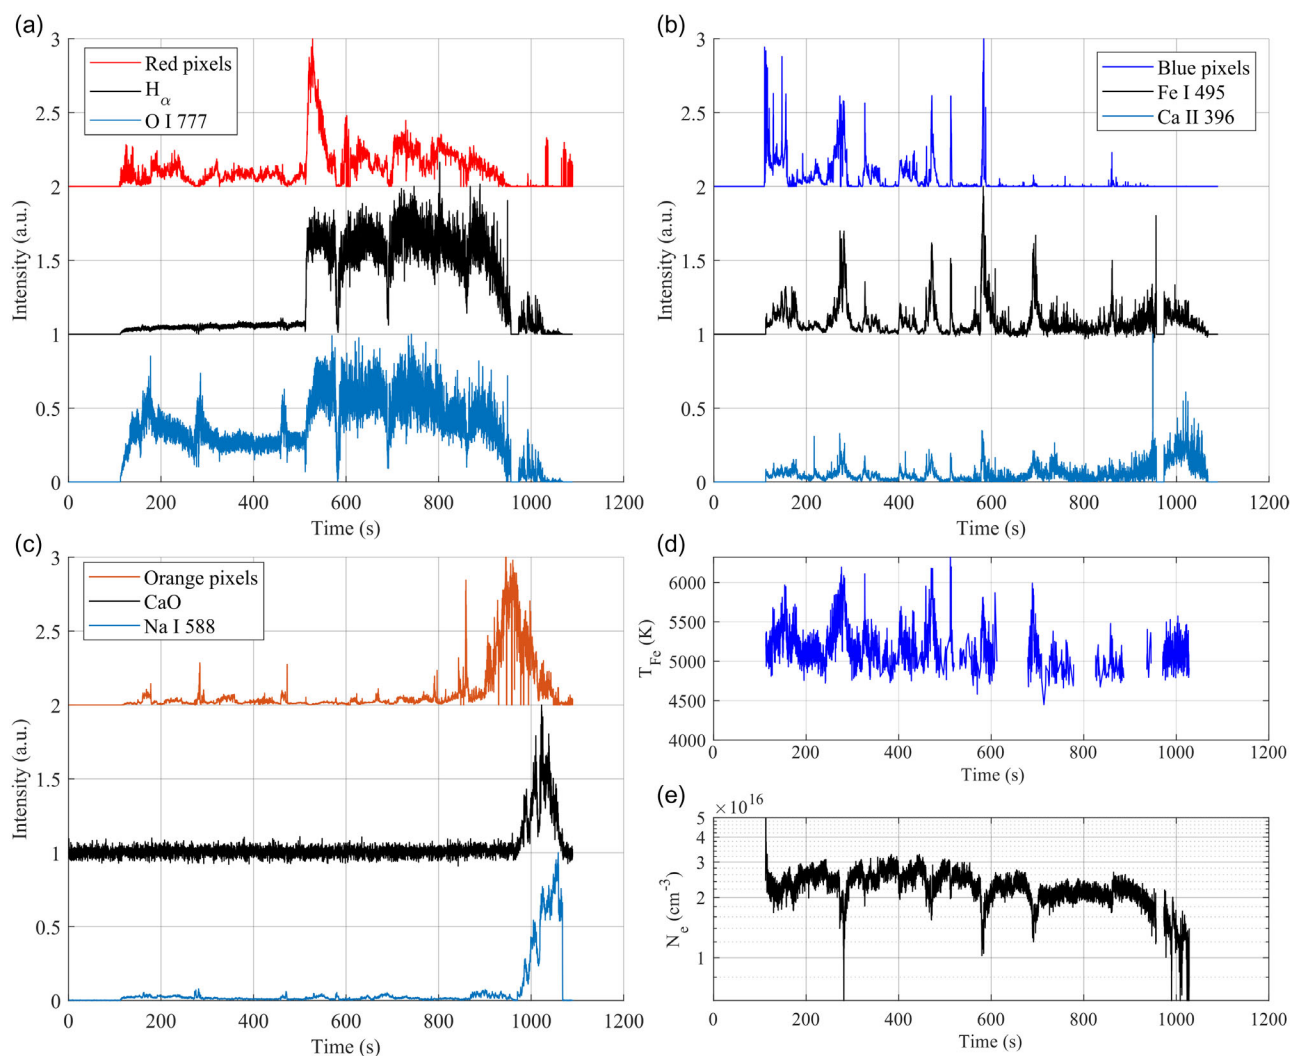 (a)
3
2
1.5
1
0.5
0
Intensity (a.u.)
Red pixels
Hα
O I 777
0 200 400 600 800 1000 1200
Time (s)
(b)
3
2.5
2
1.5
1
0.5
0
Intensity (a.u.)
Blue pixels
Fe I 495
Ca II 396
0 200 400 600 800 1000 1200
Time (s)
(c)
3
2.5
2
1.5
1
0.5
0
Intensity (a.u.)
Orange pixels
CaO
Na I 588
0 200 400 600 800 1000 1200
Time (s)
(d)
6000
5500
5000
4500
4000
T_Fe (K)
0 200 400 600 800 1000 1200
Time (s)
(e)
×10^16
5
4
3
2
1
N_e (cm^-3)
0 200 400 600 800 1000 1200
Time (s)